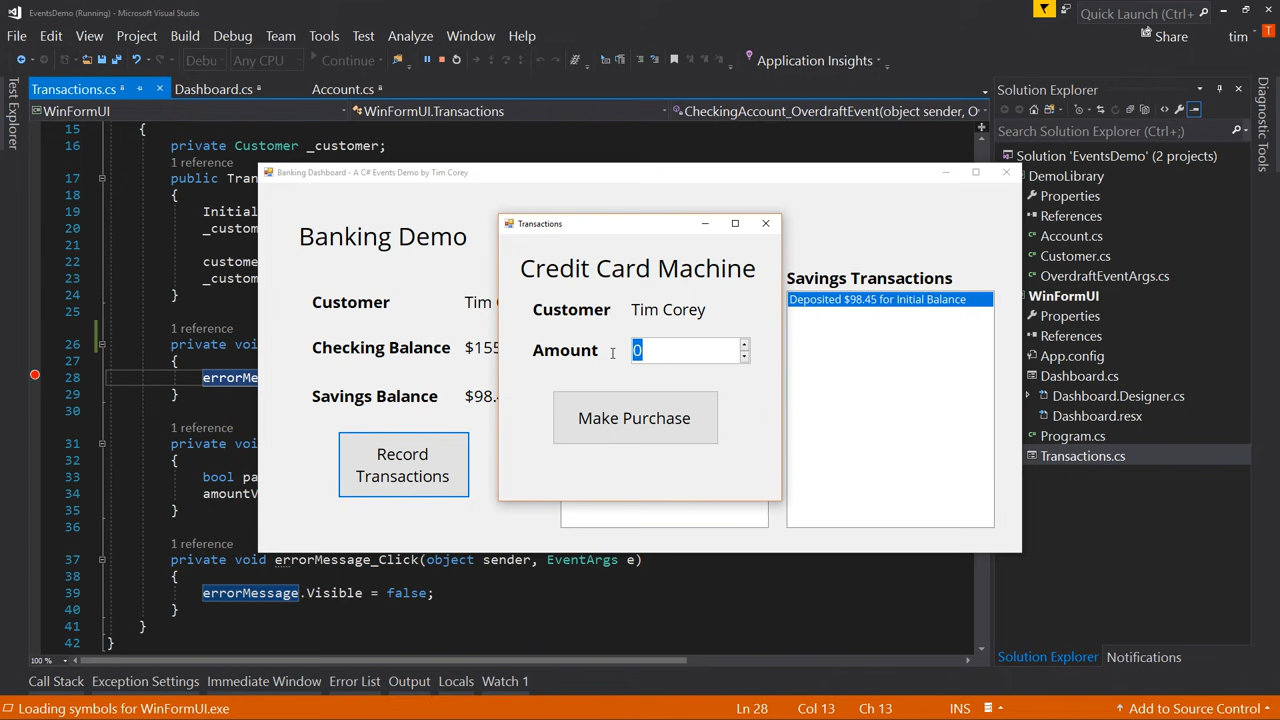 EventsDemo (Running) - Microsoft Visual Studio
Quick Launch (Ctrl+
File Edit View Project Build Debug Team Tools Test Analyze Window Help
Share
tim
T
Debu
Any CPU
Continue
Application Insights
Test Explorer
Transactions.cs
Dashboard.cs
Account.cs
WinFormUI
WinFormUI.Transactions
CheckingAccount_OverdraftEvent(object sender, O
15 {
16 private Customer _customer;
1 reference
17 public Tran
18 {
19 Initial
20 _custom
21
22 custome
23 _custom
24 }
25
1 reference
26 private vo
27 {
28 errorMe
29 }
30
1 reference
31 private vo
32 {
33 bool pa
34 amountV
35 }
36
1 reference
37 private void errorMessage_Click(object sender, EventArgs e)
38 {
39 errorMessage.Visible = false;
40 }
41 }
42 }
100 %
Banking Dashboard - A C# Events Demo by Tim Corey
Banking Demo
Customer Tim
Checking Balance $155
Savings Balance $98.
Record
Transactions
Savings Transactions
Deposited $98.45 for Initial Balance
Transactions
Credit Card Machine
Customer Tim Corey
Amount 0
Make Purchase
Solution Explorer
Search Solution Explorer (Ctrl+;)
Solution 'EventsDemo' (2 projects)
DemoLibrary
Properties
References
Account.cs
Customer.cs
OverdraftEventArgs.cs
WinFormUI
Properties
References
App.config
Dashboard.cs
Dashboard.Designer.cs
Dashboard.resx
Program.cs
Transactions.cs
Solution Explorer Notifications
Diagnostic Tools
Call Stack Exception Settings Immediate Window Error List Output Locals Watch 1
Loading symbols for WinFormUI.exe
Ln 28 Col 13 Ch 13 INS
Add to Source Control